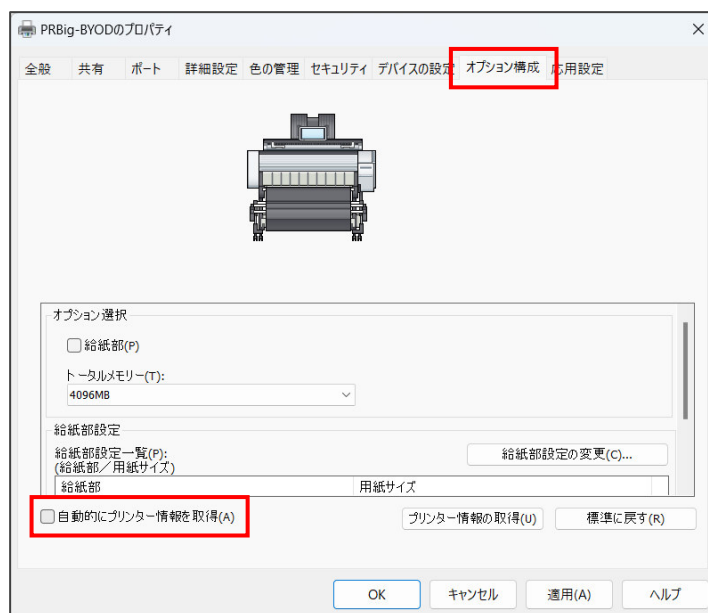 PRBig-BYODのプロパティ
全般 共有 ポート 詳細設定 色の管理 セキュリティ デバイスの設定 オプション構成 応用設定
オプション選択
給紙部(P)
トータルメモリー(T):
4096MB
給紙部設定
給紙部設定一覧(P):
(給紙部/用紙サイズ)
給紙部設定の変更(C)...
給紙部 用紙サイズ
自動的にプリンター情報を取得(A) プリンター情報の取得(U) 標準に戻す(R)
OK キャンセル 適用(A) ヘルプ